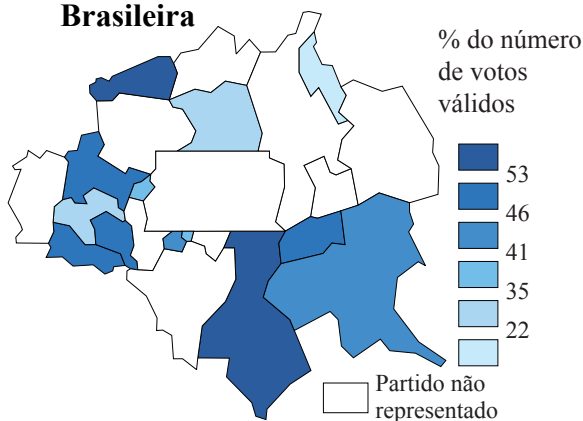 Brasileira
% do número
de votos
válidos
53
46
41
35
22
Partido não
representado